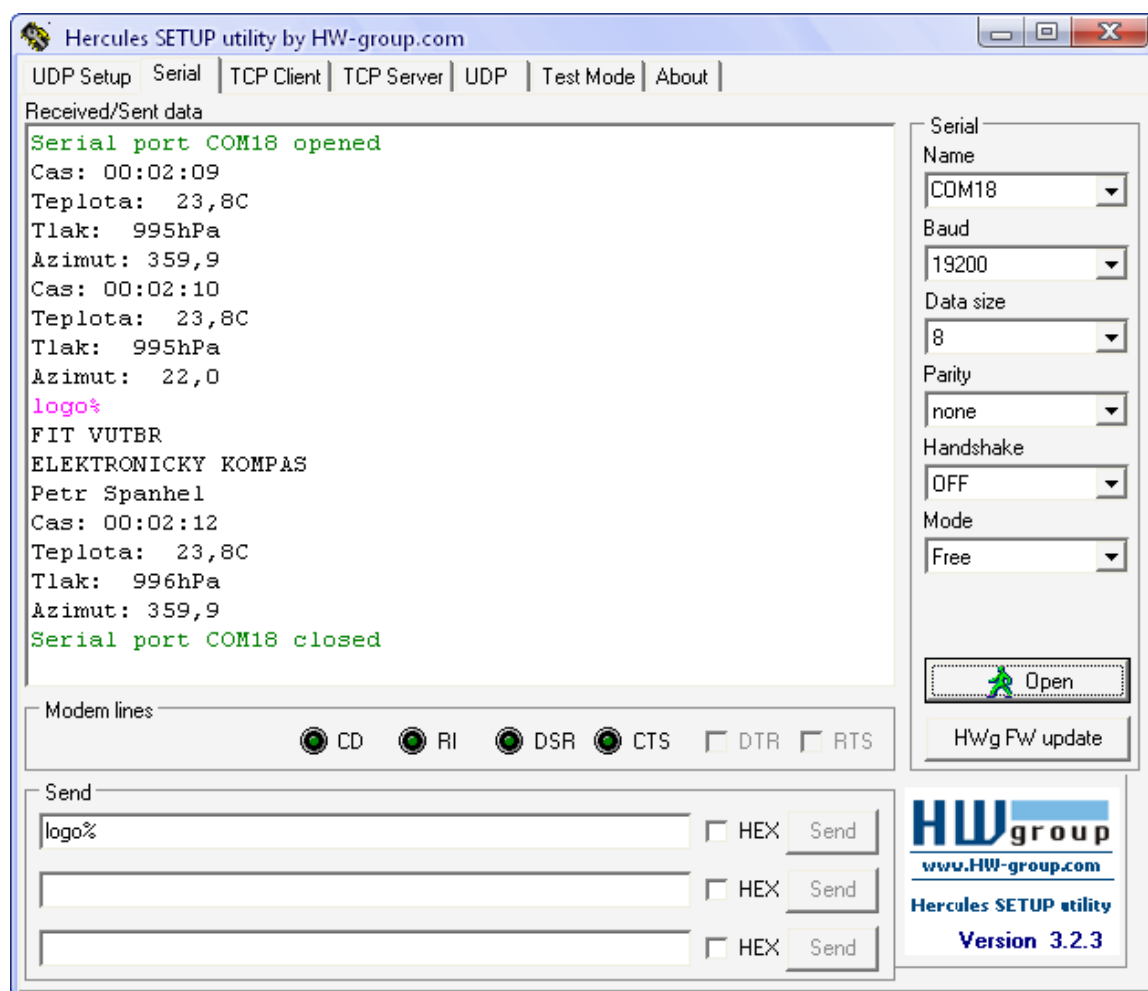 Hercules SETUP utility by HW-group.com
UDP Setup Serial TCP Client TCP Server UDP Test Mode About
Received/Sent data
Serial port COM18 opened
Cas: 00:02:09
Teplota:  23,8C
Tlak:  995hPa
Azimut: 359,9
Cas: 00:02:10
Teplota:  23,8C
Tlak:  995hPa
Azimut:  22,0
logo%
FIT VUTBR
ELEKTRONICKY KOMPAS
Petr Spanhel
Cas: 00:02:12
Teplota:  23,8C
Tlak:  996hPa
Azimut: 359,9
Serial port COM18 closed
Serial
Name
COM18
Baud
19200
Data size
8
Parity
none
Handshake
OFF
Mode
Free
Open
HWg FW update
Modem lines
CD RI DSR CTS DTR RTS
Send
logo% HEX Send
HEX Send
HEX Send
HW group
www.HW-group.com
Hercules SETUP utility
Version 3.2.3